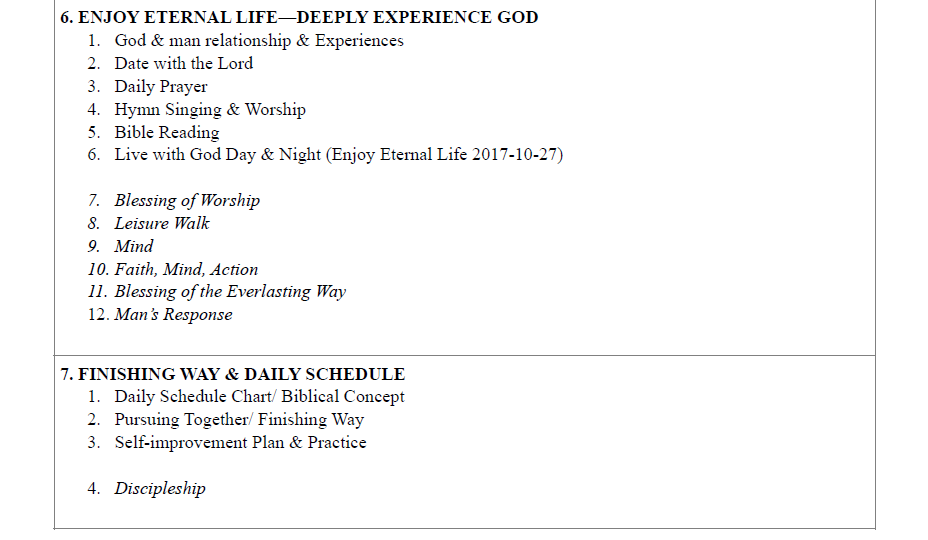 6. ENJOY ETERNAL LIFE—DEEPLY EXPERIENCE GOD
1. God & man relationship & Experiences
2. Date with the Lord
3. Daily Prayer
4. Hymn Singing & Worship
5. Bible Reading
6. Live with God Day & Night (Enjoy Eternal Life 2017-10-27)
7. Blessing of Worship
8. Leisure Walk
9. Mind
10. Faith, Mind, Action
11. Blessing of the Everlasting Way
12. Man's Response
7. FINISHING WAY & DAILY SCHEDULE
1. Daily Schedule Chart/ Biblical Concept
2. Pursuing Together/ Finishing Way
3. Self-improvement Plan & Practice
4. Discipleship